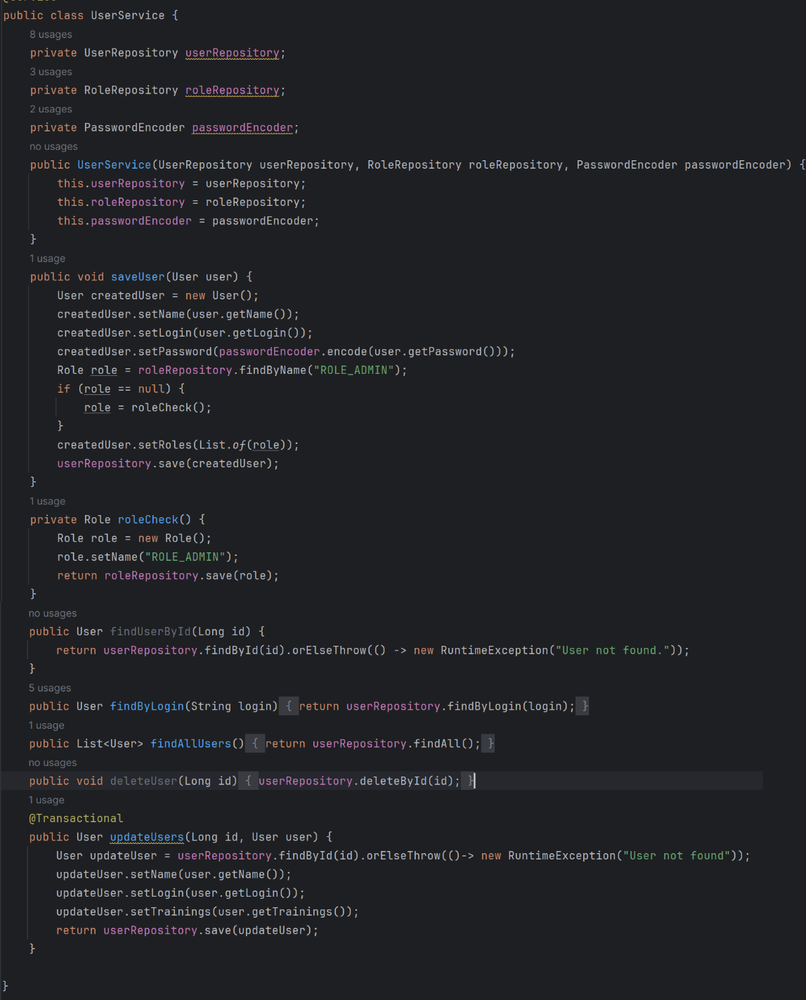 public class UserService {
8 usages
private UserRepository userRepository;
3 usages
private RoleRepository roleRepository;
2 usages
private PasswordEncoder passwordEncoder;
no usages
public UserService(UserRepository userRepository, RoleRepository roleRepository, PasswordEncoder passwordEncoder) {
this.userRepository = userRepository;
this.roleRepository = roleRepository;
this.passwordEncoder = passwordEncoder;
}
1 usage
public void saveUser(User user) {
User createdUser = new User();
createdUser.setName(user.getName());
createdUser.setLogin(user.getLogin());
createdUser.setPassword(passwordEncoder.encode(user.getPassword()));
Role role = roleRepository.findByName("ROLE_ADMIN");
if (role == null) {
role = roleCheck();
}
createdUser.setRoles(List.of(role));
userRepository.save(createdUser);
}
1 usage
private Role roleCheck() {
Role role = new Role();
role.setName("ROLE_ADMIN");
return roleRepository.save(role);
}
no usages
public User findUserById(Long id) {
return userRepository.findById(id).orElseThrow(() -> new RuntimeException("User not found."));
}
5 usages
public User findByLogin(String login) { return userRepository.findByLogin(login); }
1 usage
public List<User> findAllUsers() { return userRepository.findAll(); }
no usages
public void deleteUser(Long id) { userRepository.deleteById(id); }
1 usage
@Transactional
public User updateUsers(Long id, User user) {
User updateUser = userRepository.findById(id).orElseThrow(()-> new RuntimeException("User not found"));
updateUser.setName(user.getName());
updateUser.setLogin(user.getLogin());
updateUser.setTrainings(user.getTrainings());
return userRepository.save(updateUser);
}
}